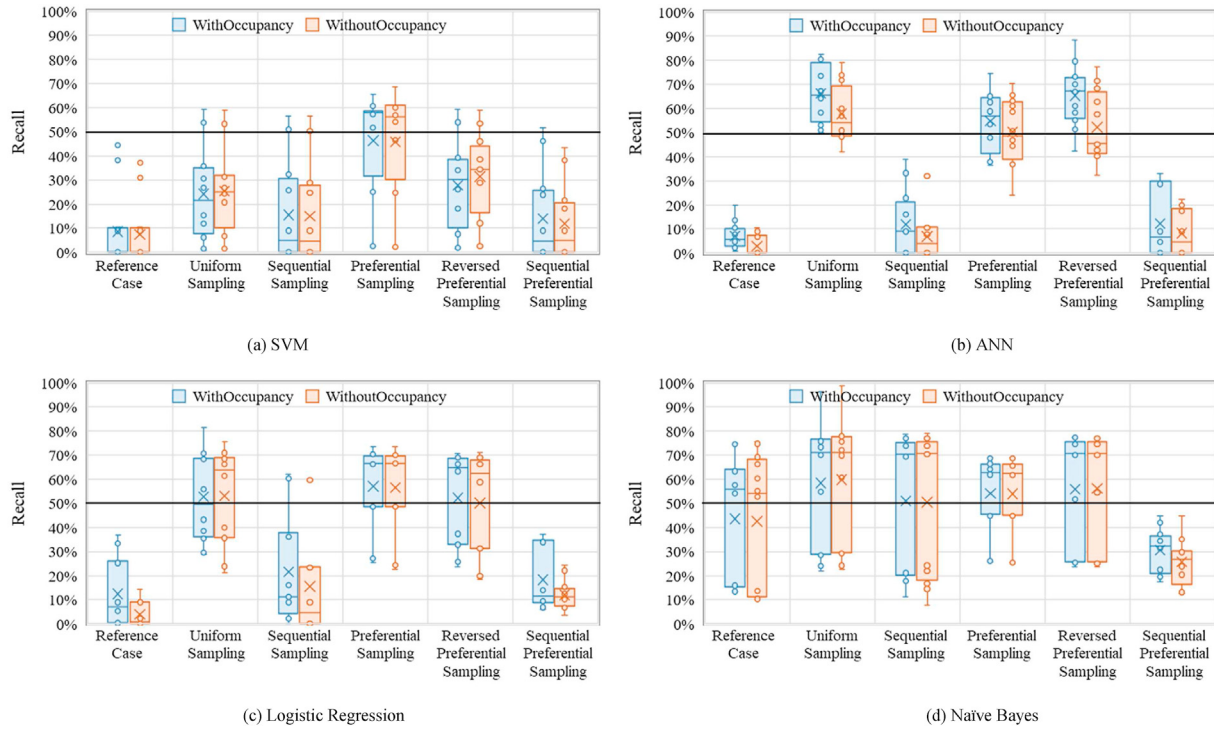 100%
90%
80%
70%
60%
50%
40%
30%
20%
10%
0%
Recall
WithOccupancy WithoutOccupancy
Reference Uniform Sequential Preferential Reversed Sequential
Case Sampling Sampling Sampling Preferential Preferential
Sampling Sampling
(a) SVM
100%
90%
80%
70%
60%
50%
40%
30%
20%
10%
0%
Recall
WithOccupancy WithoutOccupancy
Reference Uniform Sequential Preferential Reversed Sequential
Case Sampling Sampling Sampling Preferential Preferential
Sampling Sampling
(b) ANN
100%
90%
80%
70%
60%
50%
40%
30%
20%
10%
0%
Recall
WithOccupancy WithoutOccupancy
Reference Uniform Sequential Preferential Reversed Sequential
Case Sampling Sampling Sampling Preferential Preferential
Sampling Sampling
(c) Logistic Regression
100%
90%
80%
70%
60%
50%
40%
30%
20%
10%
0%
Recall
WithOccupancy WithoutOccupancy
Reference Uniform Sequential Preferential Reversed Sequential
Case Sampling Sampling Sampling Preferential Preferential
Sampling Sampling
(d) Naïve Bayes